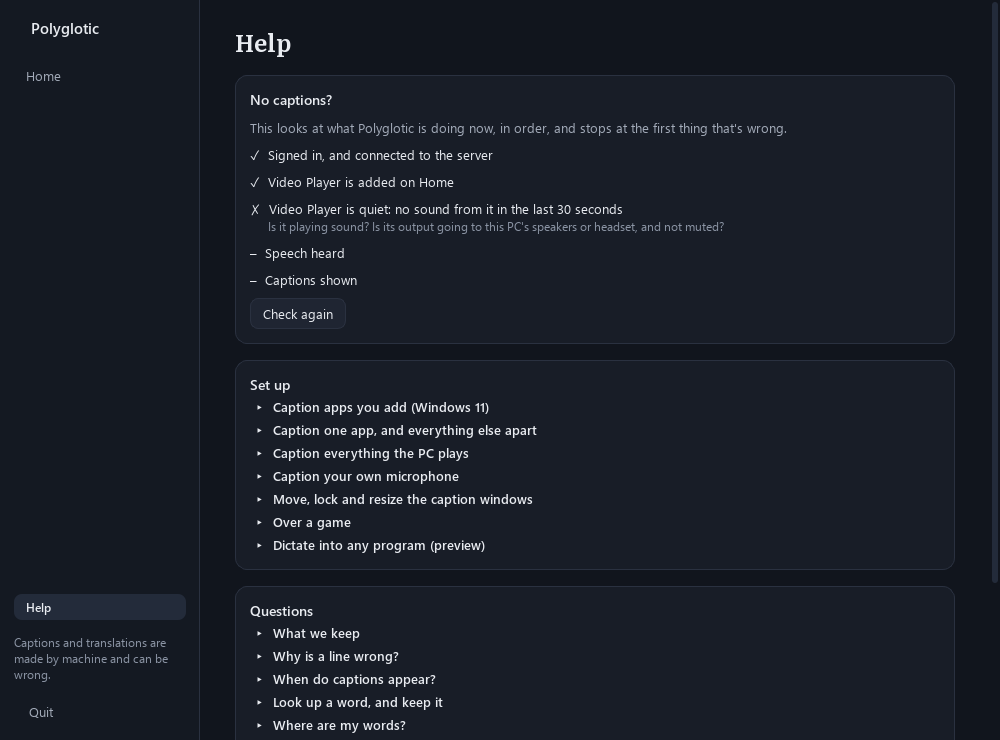 Polyglotic
Home
Help
Captions and translations are
made by machine and can be
wrong.
Quit
Help
No captions?
This looks at what Polyglotic is doing now, in order, and stops at the first thing that's wrong.
✓ Signed in, and connected to the server
✓ Video Player is added on Home
✗ Video Player is quiet: no sound from it in the last 30 seconds
Is it playing sound? Is its output going to this PC's speakers or headset, and not muted?
– Speech heard
– Captions shown
Check again
Set up
▸ Caption apps you add (Windows 11)
▸ Caption one app, and everything else apart
▸ Caption everything the PC plays
▸ Caption your own microphone
▸ Move, lock and resize the caption windows
▸ Over a game
▸ Dictate into any program (preview)
Questions
▸ What we keep
▸ Why is a line wrong?
▸ When do captions appear?
▸ Look up a word, and keep it
▸ Where are my words?